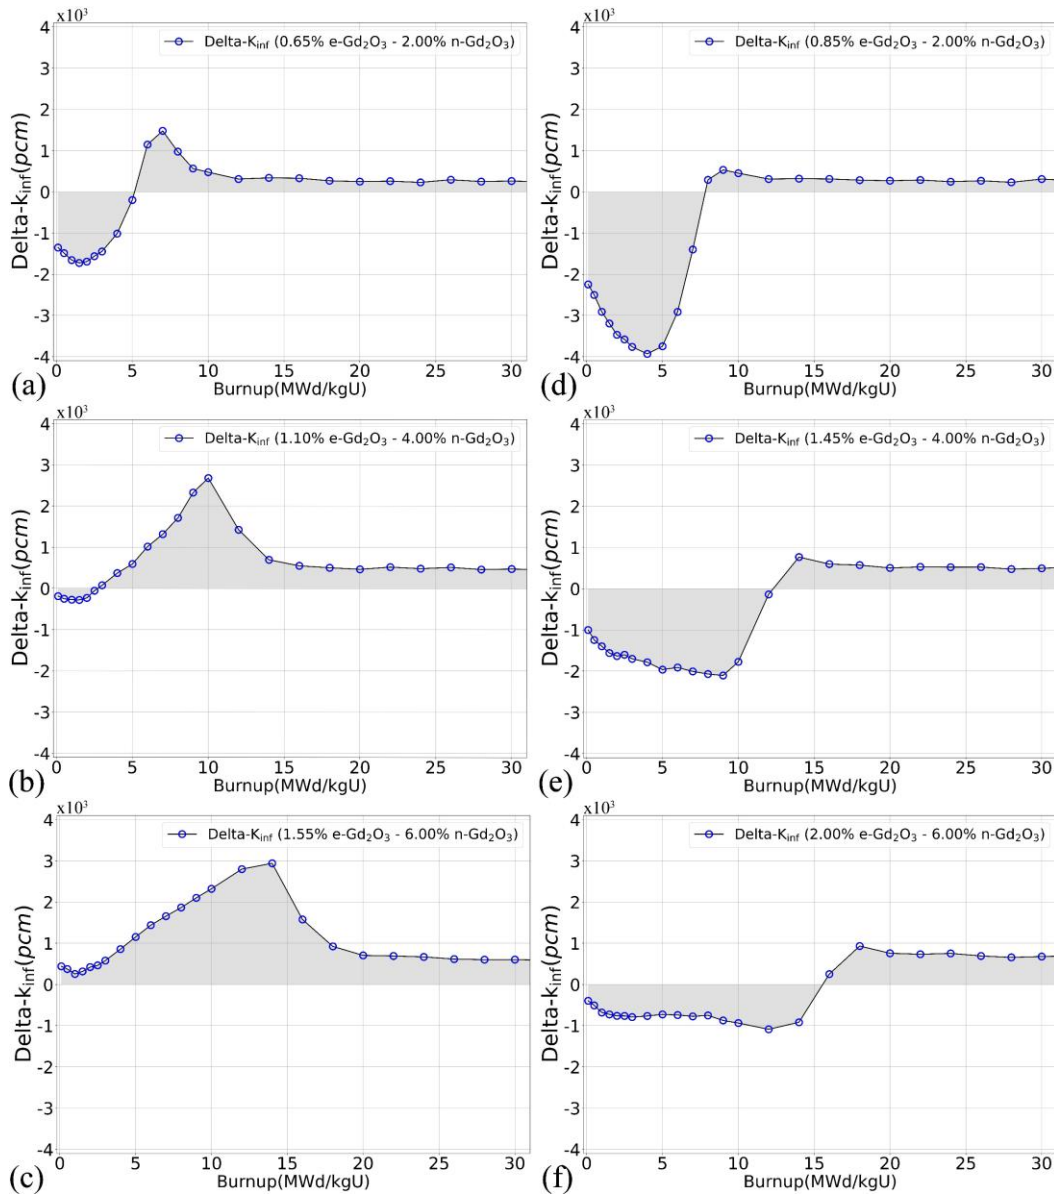 x10³
Delta-K_inf (0.65% e-Gd₂O₃ - 2.00% n-Gd₂O₃)
4
3
2
1
0
-1
-2
-3
-4
Delta-k_inf(pcm)
0 5 10 15 20 25 30
Burnup(MWd/kgU)
(a)
x10³
Delta-K_inf (0.85% e-Gd₂O₃ - 2.00% n-Gd₂O₃)
4
3
2
1
0
-1
-2
-3
-4
Delta-k_inf(pcm)
0 5 10 15 20 25 30
Burnup(MWd/kgU)
(d)
x10³
Delta-K_inf (1.10% e-Gd₂O₃ - 4.00% n-Gd₂O₃)
4
3
2
1
0
-1
-2
-3
-4
Delta-k_inf(pcm)
0 5 10 15 20 25 30
Burnup(MWd/kgU)
(b)
x10³
Delta-K_inf (1.45% e-Gd₂O₃ - 4.00% n-Gd₂O₃)
4
3
2
1
0
-1
-2
-3
-4
Delta-k_inf(pcm)
0 5 10 15 20 25 30
Burnup(MWd/kgU)
(e)
x10³
Delta-K_inf (1.55% e-Gd₂O₃ - 6.00% n-Gd₂O₃)
4
3
2
1
0
-1
-2
-3
-4
Delta-k_inf(pcm)
0 5 10 15 20 25 30
Burnup(MWd/kgU)
(c)
x10³
Delta-K_inf (2.00% e-Gd₂O₃ - 6.00% n-Gd₂O₃)
4
3
2
1
0
-1
-2
-3
-4
Delta-k_inf(pcm)
0 5 10 15 20 25 30
Burnup(MWd/kgU)
(f)